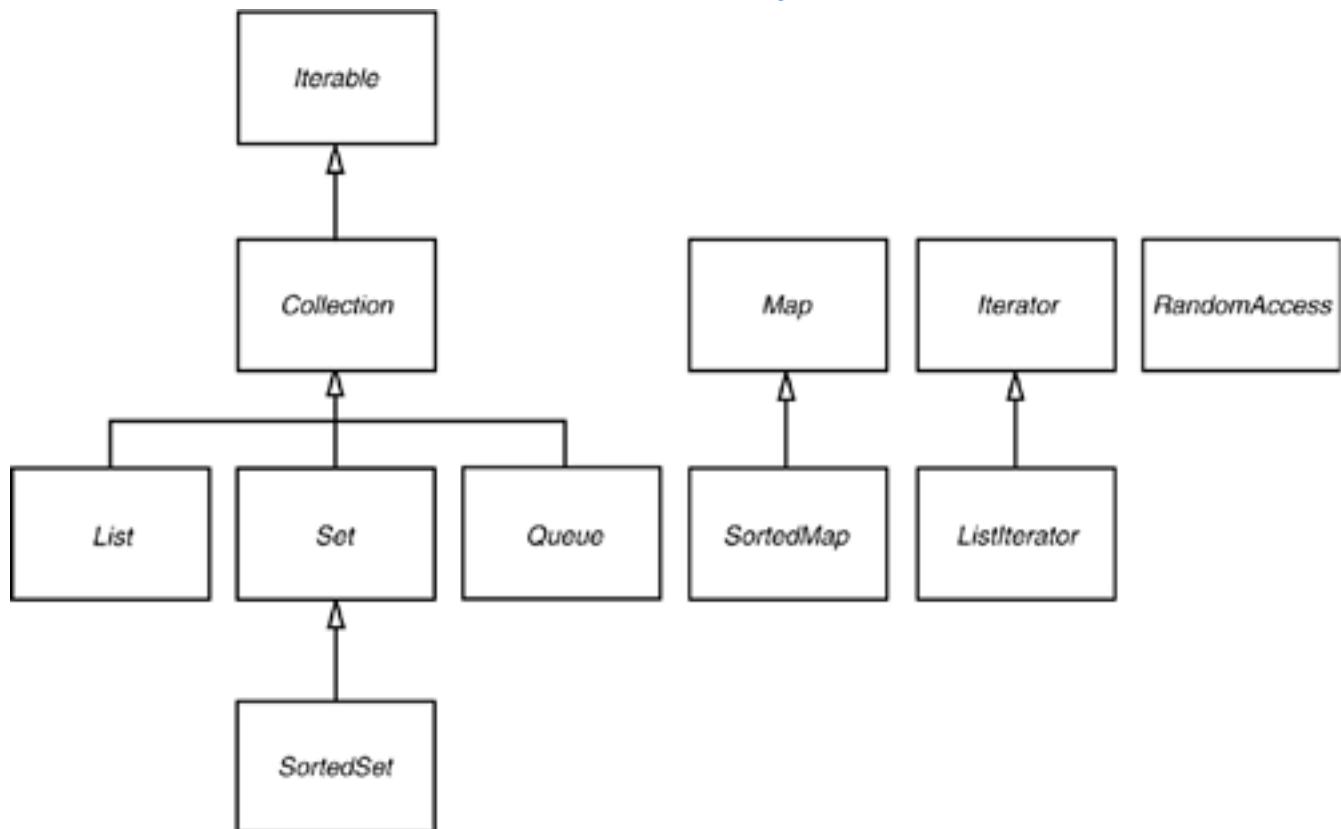 Iterable
Collection
Map
Iterator
RandomAccess
List
Set
Queue
SortedMap
ListIterator
SortedSet